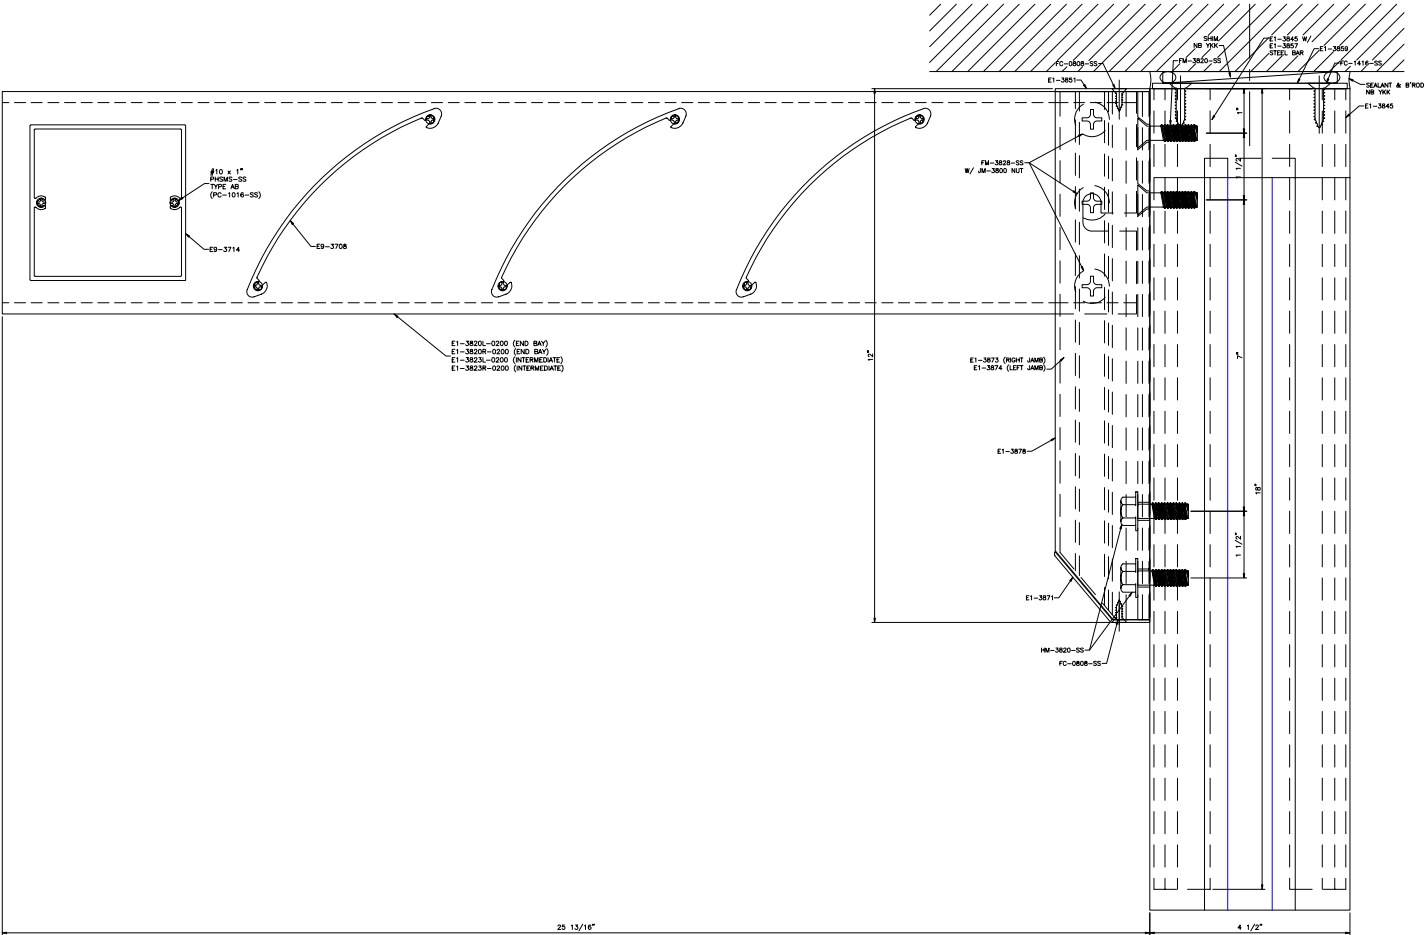 SHIM
NB YKK
E1-3845 W/
E1-3857
STEEL BAR
E1-3859
FM-3820-SS
FC-0808-SS
FC-1416-SS
E1-3851
SEALANT & B'ROD
NB YKK
E1-3845
1"
#10 x 1"
PHSMS-SS
TYPE AB
(PC-1016-SS)
FM-3828-SS
W/ JM-3800 NUT
1/2"
E9-3714
E9-3708
E1-3820L-0200 (END BAY)
E1-3820R-0200 (END BAY)
E1-3823L-0200 (INTERMEDIATE)
E1-3823R-0200 (INTERMEDIATE)
12"
E1-3873 (RIGHT JAMB)
E1-3874 (LEFT JAMB)
7"
E1-3878
18"
1 1/2"
E1-3871
HM-3820-SS
FC-0808-SS
25 13/16"
4 1/2"